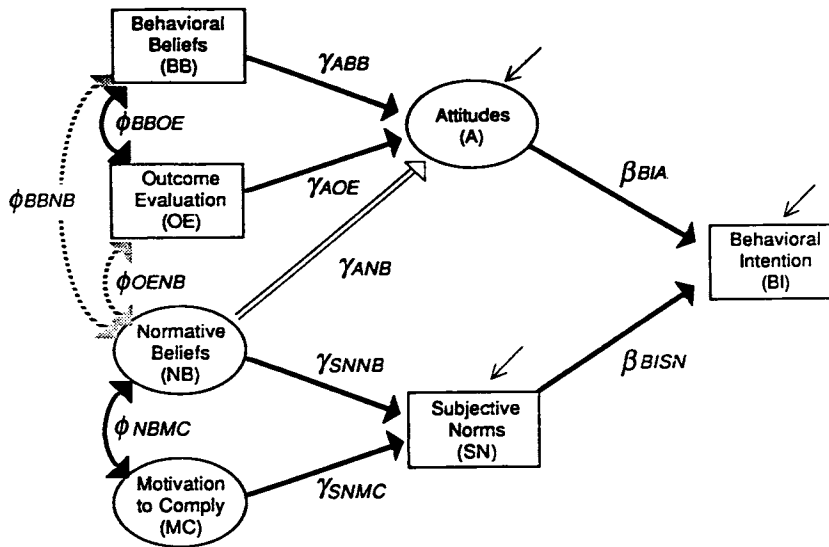 Behavioral
Beliefs
(BB)
γABB
Attitudes
(A)
ϕBBOE
Outcome
Evaluation
(OE)
γAOE
βBIA
ϕBBNB
Behavioral
Intention
(BI)
ϕOENB
γANB
Normative
Beliefs
(NB)
γSNNB
βBISN
Subjective
Norms
(SN)
ϕNBMC
Motivation
to Comply
(MC)
γSNMC